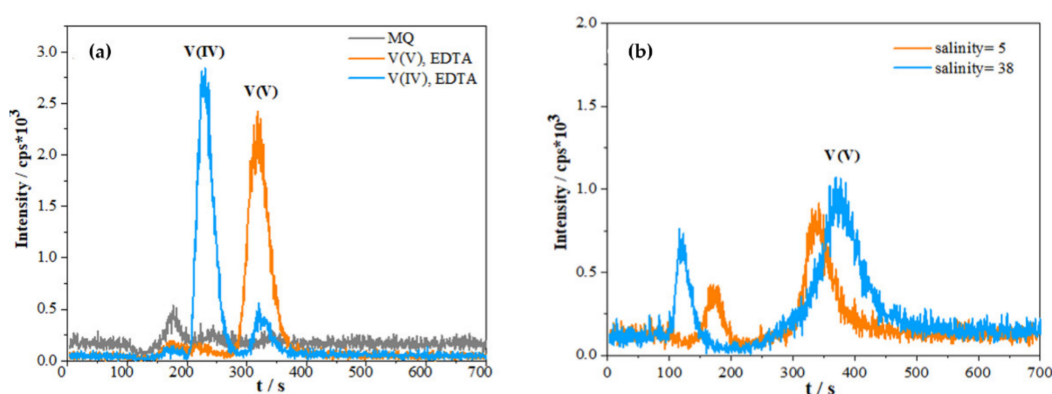 (a)
V(IV)
V(V)
MQ
V(V), EDTA
V(IV), EDTA
Intensity / cps*10³
3.0
2.5
2.0
1.5
1.0
0.5
0.0
0 100 200 300 400 500 600 700
t / s
(b)
salinity= 5
salinity= 38
V(V)
Intensity / cps*10³
2.0
1.5
1.0
0.5
0.0
0 100 200 300 400 500 600 700
t / s